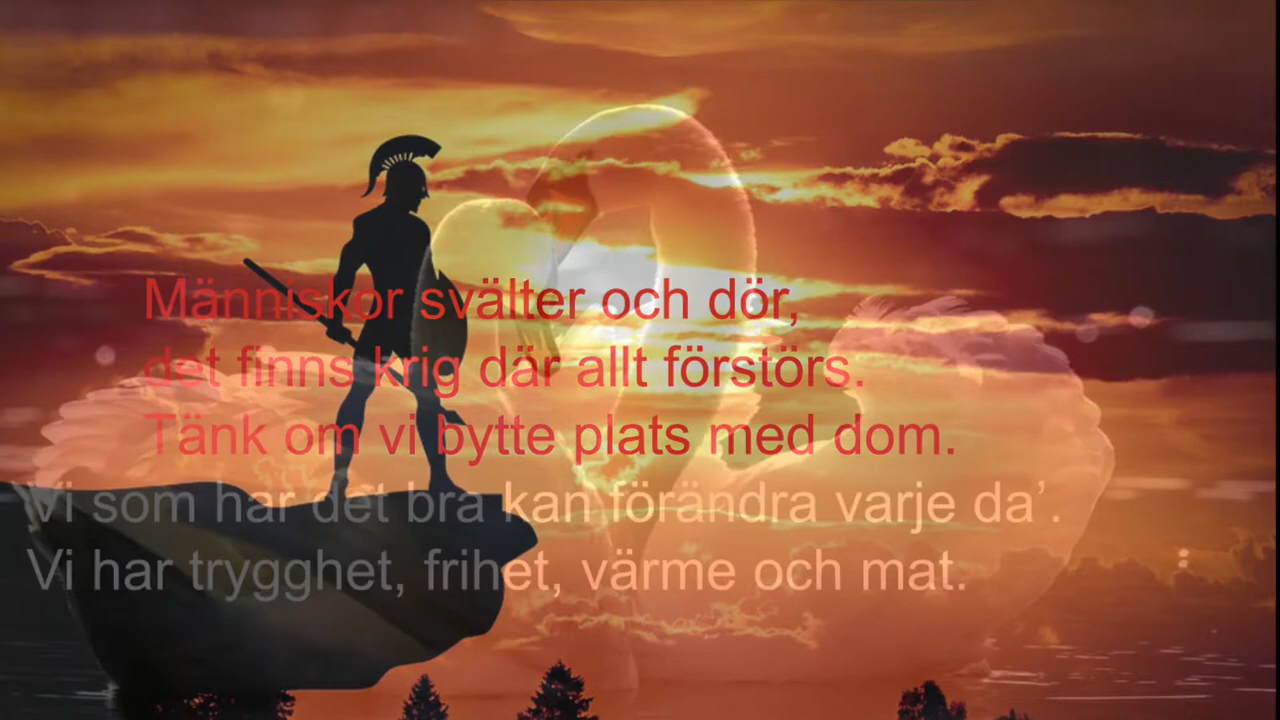 Människor svälter och dör,
det finns krig där allt förstörs.
Tänk om vi bytte plats med dom.
Vi som har det bra kan förändra varje da’.
Vi har trygghet, frihet, värme och mat.